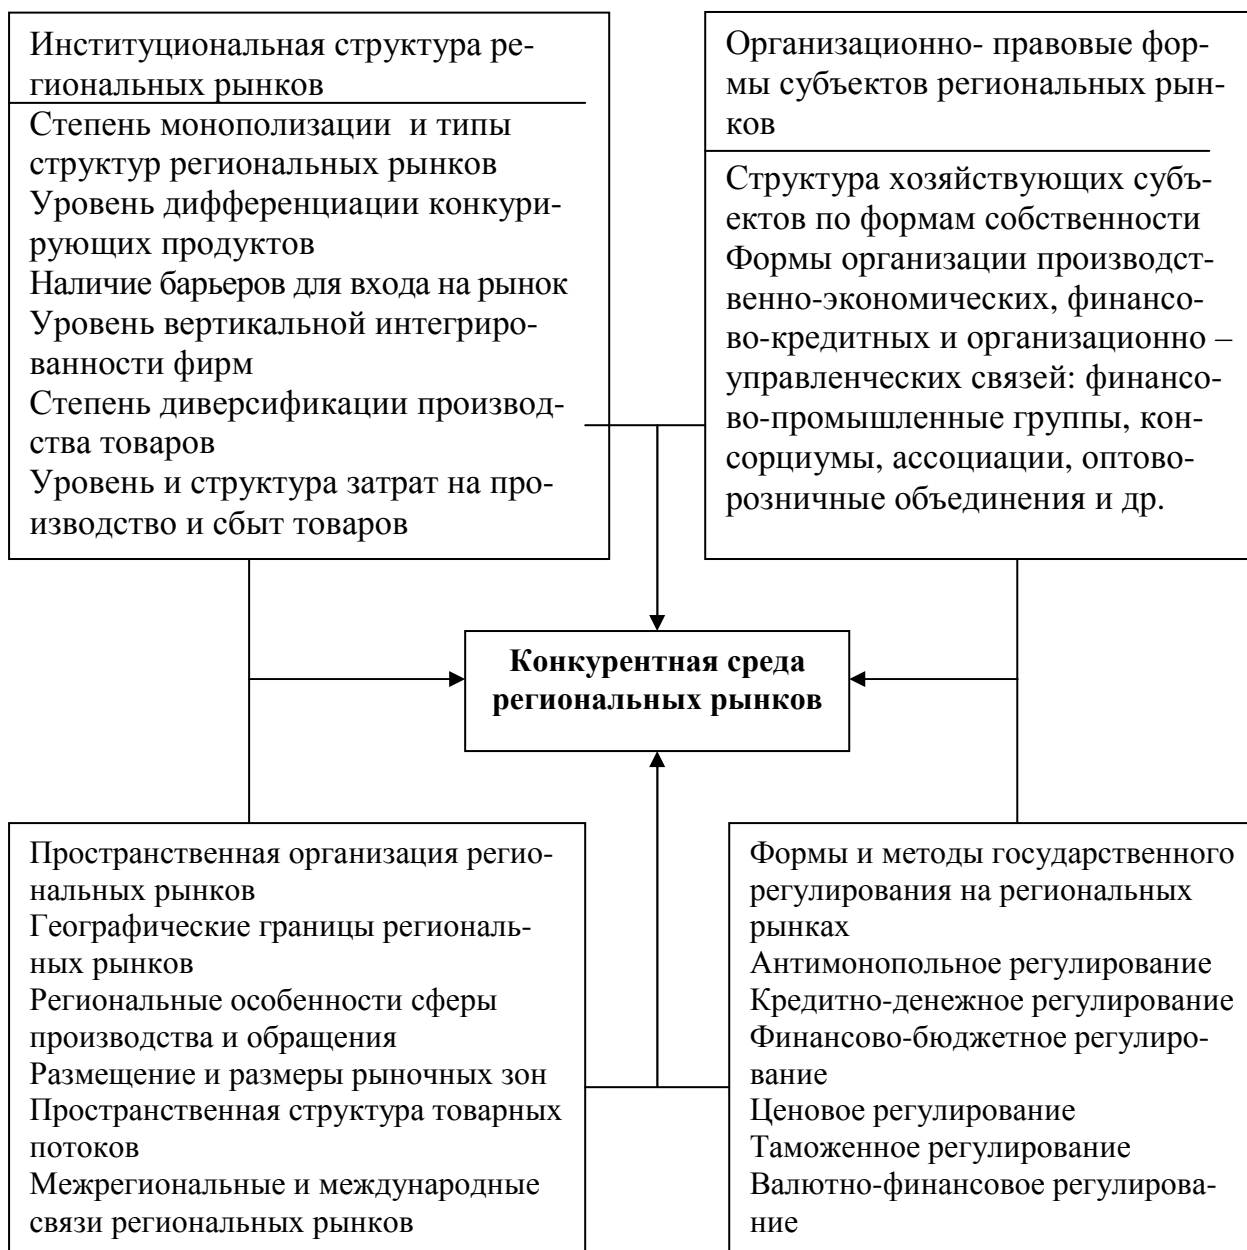 Институциональная структура ре-
гиональных рынков
Степень монополизации и типы
структур региональных рынков
Уровень дифференциации конкури-
рующих продуктов
Наличие барьеров для входа на рынок
Уровень вертикальной интегриро-
ванности фирм
Степень диверсификации производ-
ства товаров
Уровень и структура затрат на про-
изводство и сбыт товаров
Организационно- правовые фор-
мы субъектов региональных рын-
ков
Структура хозяйствующих субъ-
ектов по формам собственности
Формы организации производст-
венно-экономических, финансо-
во-кредитных и организационно –
управленческих связей: финансо-
во-промышленные группы, кон-
сорциумы, ассоциации, оптово-
розничные объединения и др.
Конкурентная среда
региональных рынков
Пространственная организация регио-
нальных рынков
Географические границы региональ-
ных рынков
Региональные особенности сферы
производства и обращения
Размещение и размеры рыночных зон
Пространственная структура товарных
потоков
Межрегиональные и международные
связи региональных рынков
Формы и методы государственного
регулирования на региональных
рынках
Антимонопольное регулирование
Кредитно-денежное регулирование
Финансово-бюджетное регулиро-
вание
Ценовое регулирование
Таможенное регулирование
Валютно-финансовое регулирова-
ние